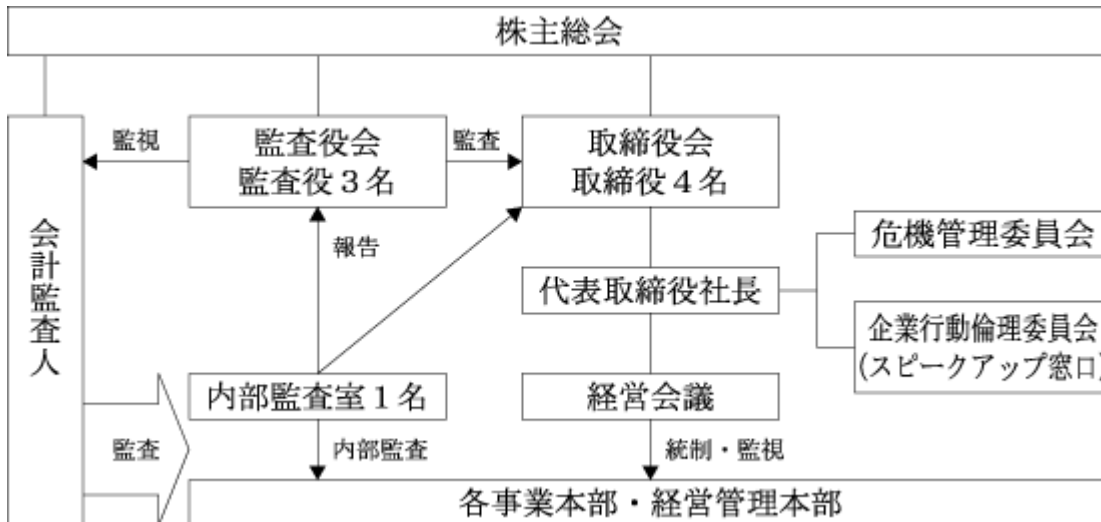 株主総会
監視
監査役会
監査役３名
監査
取締役会
取締役４名
会計監査人
報告
危機管理委員会
代表取締役社長
企業行動倫理委員会
(スピークアップ窓口)
内部監査室１名
経営会議
監査
内部監査
統制・監視
各事業本部・経営管理本部